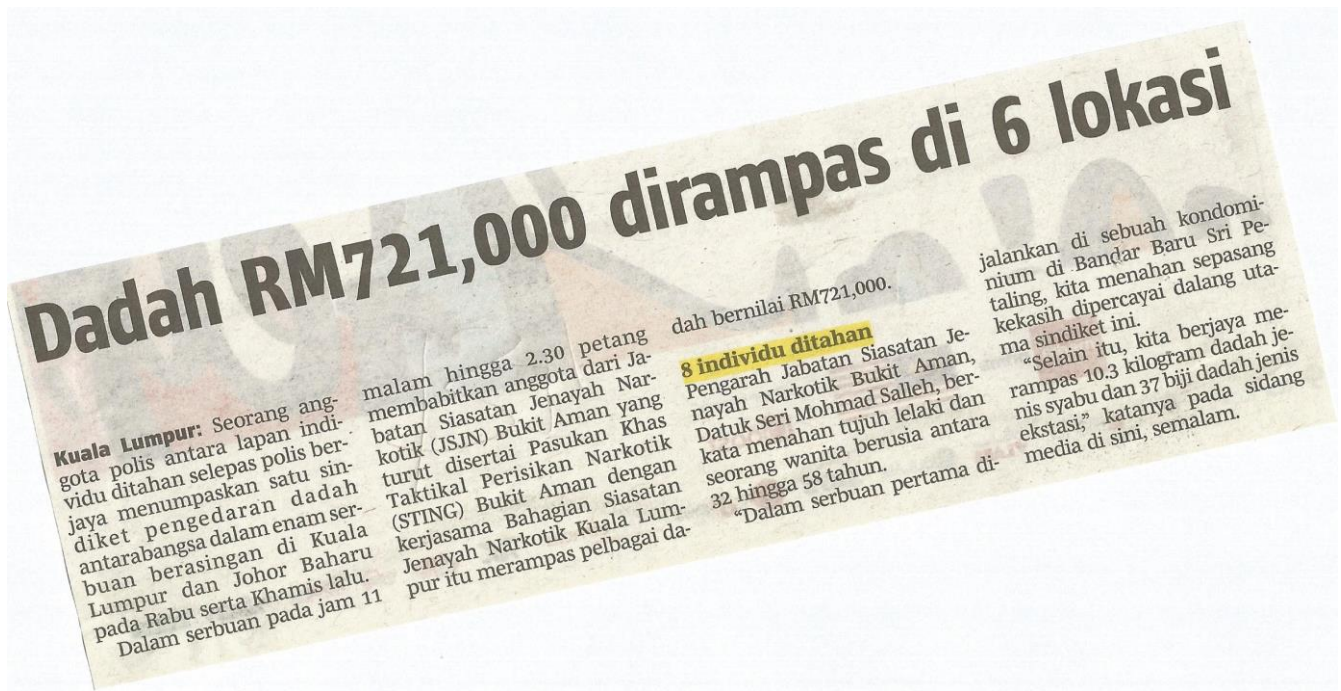 Dadah RM721,000 dirampas di 6 lokasi
Kuala Lumpur: Seorang ang-
gota polis antara lapan indi-
vidu ditahan selepas polis ber-
jaya menumpaskan satu sin-
diket pengedaran dadah
antarabangsa dalam enam ser-
buan berasingan di Kuala
Lumpur dan Johor Baharu
pada Rabu serta Khamis lalu.
Dalam serbuan pada jam 11
malam hingga 2.30 petang
membabitkan anggota dari Ja-
batan Siasatan Jenayah Nar-
kotik (JSJN) Bukit Aman yang
turut disertai Pasukan Khas
Taktikal Perisikan Narkotik
(STING) Bukit Aman dengan
kerjasama Bahagian Siasatan
Jenayah Narkotik Kuala Lum-
pur itu merampas pelbagai da-
dah bernilai RM721,000.
8 individu ditahan
Pengarah Jabatan Siasatan Je-
nayah Narkotik Bukit Aman,
Datuk Seri Mohmad Salleh, ber-
kata menahan tujuh lelaki dan
seorang wanita berusia antara
32 hingga 58 tahun.
"Dalam serbuan pertama di-
jalankan di sebuah kondomi-
nium di Bandar Baru Sri Pe-
taling, kita menahan sepasang
kekasih dipercayai dalang uta-
ma sindiket ini.
"Selain itu, kita berjaya me-
rampas 10.3 kilogram dadah je-
nis syabu dan 37 biji dadah jenis
ekstasi," katanya pada sidang
media di sini, semalam.